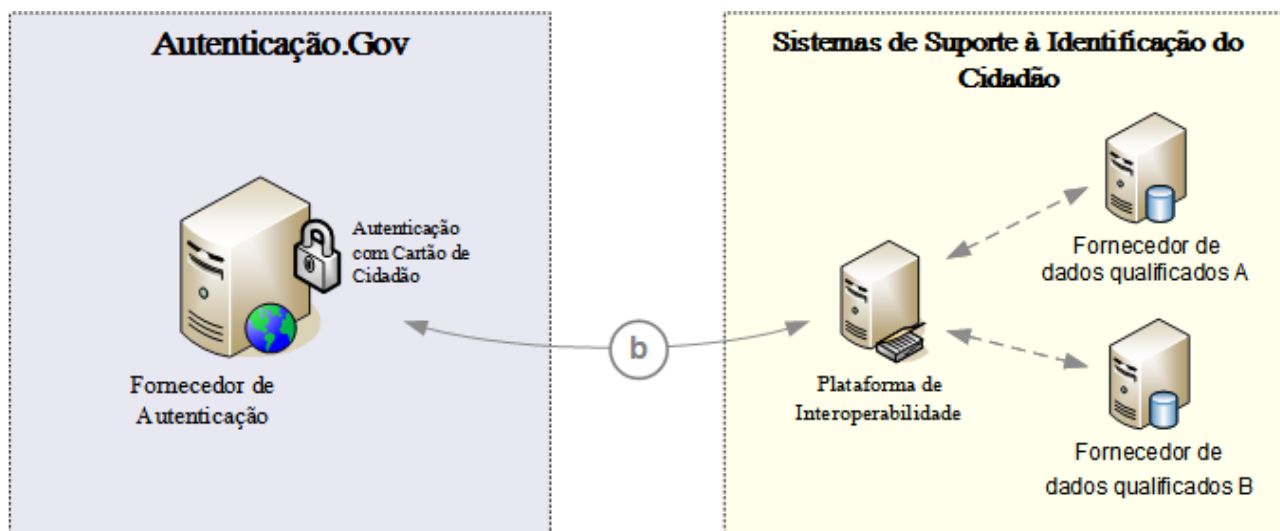 Autenticação.Gov
Autenticação
com Cartão de
Cidadão
Fornecedor de
Autenticação
b
Sistemas de Suporte à Identificação do
Cidadão
Fornecedor de
dados qualificados A
Plataforma de
Interoperabilidade
Fornecedor de
dados qualificados B